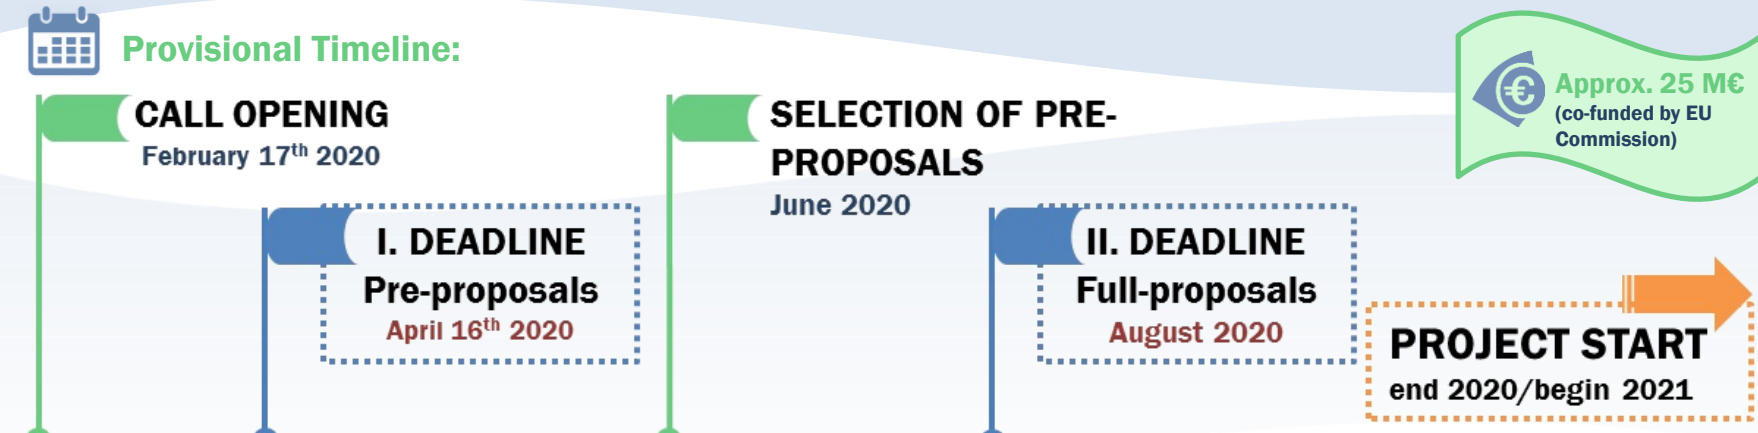 Provisional Timeline:
CALL OPENING
February 17th 2020
I. DEADLINE
Pre-proposals
April 16th 2020
SELECTION OF PRE-
PROPOSALS
June 2020
II. DEADLINE
Full-proposals
August 2020
€ Approx. 25 M€
(co-funded by EU
Commission)
PROJECT START
end 2020/begin 2021